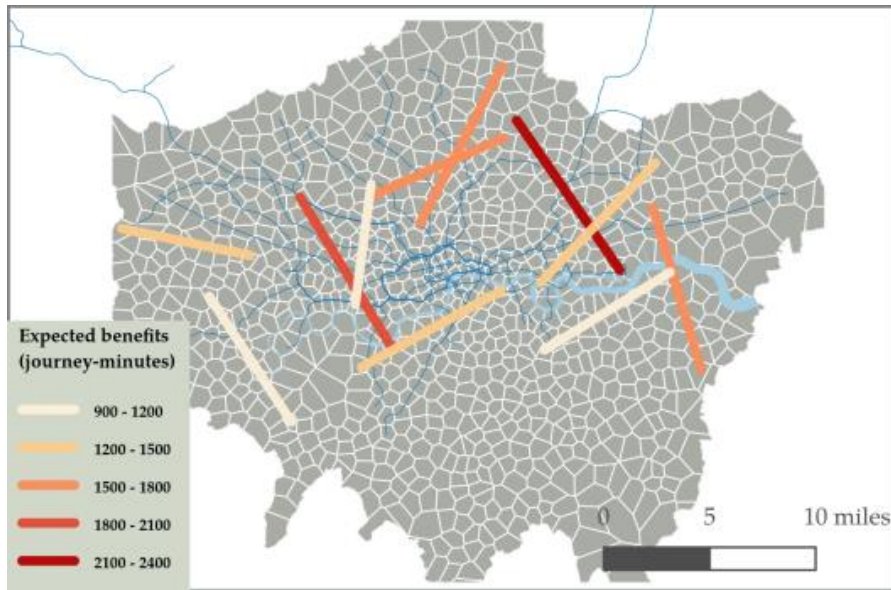 Expected benefits
(journey-minutes)
900 - 1200
1200 - 1500
1500 - 1800
1800 - 2100
2100 - 2400
0 5 10 miles